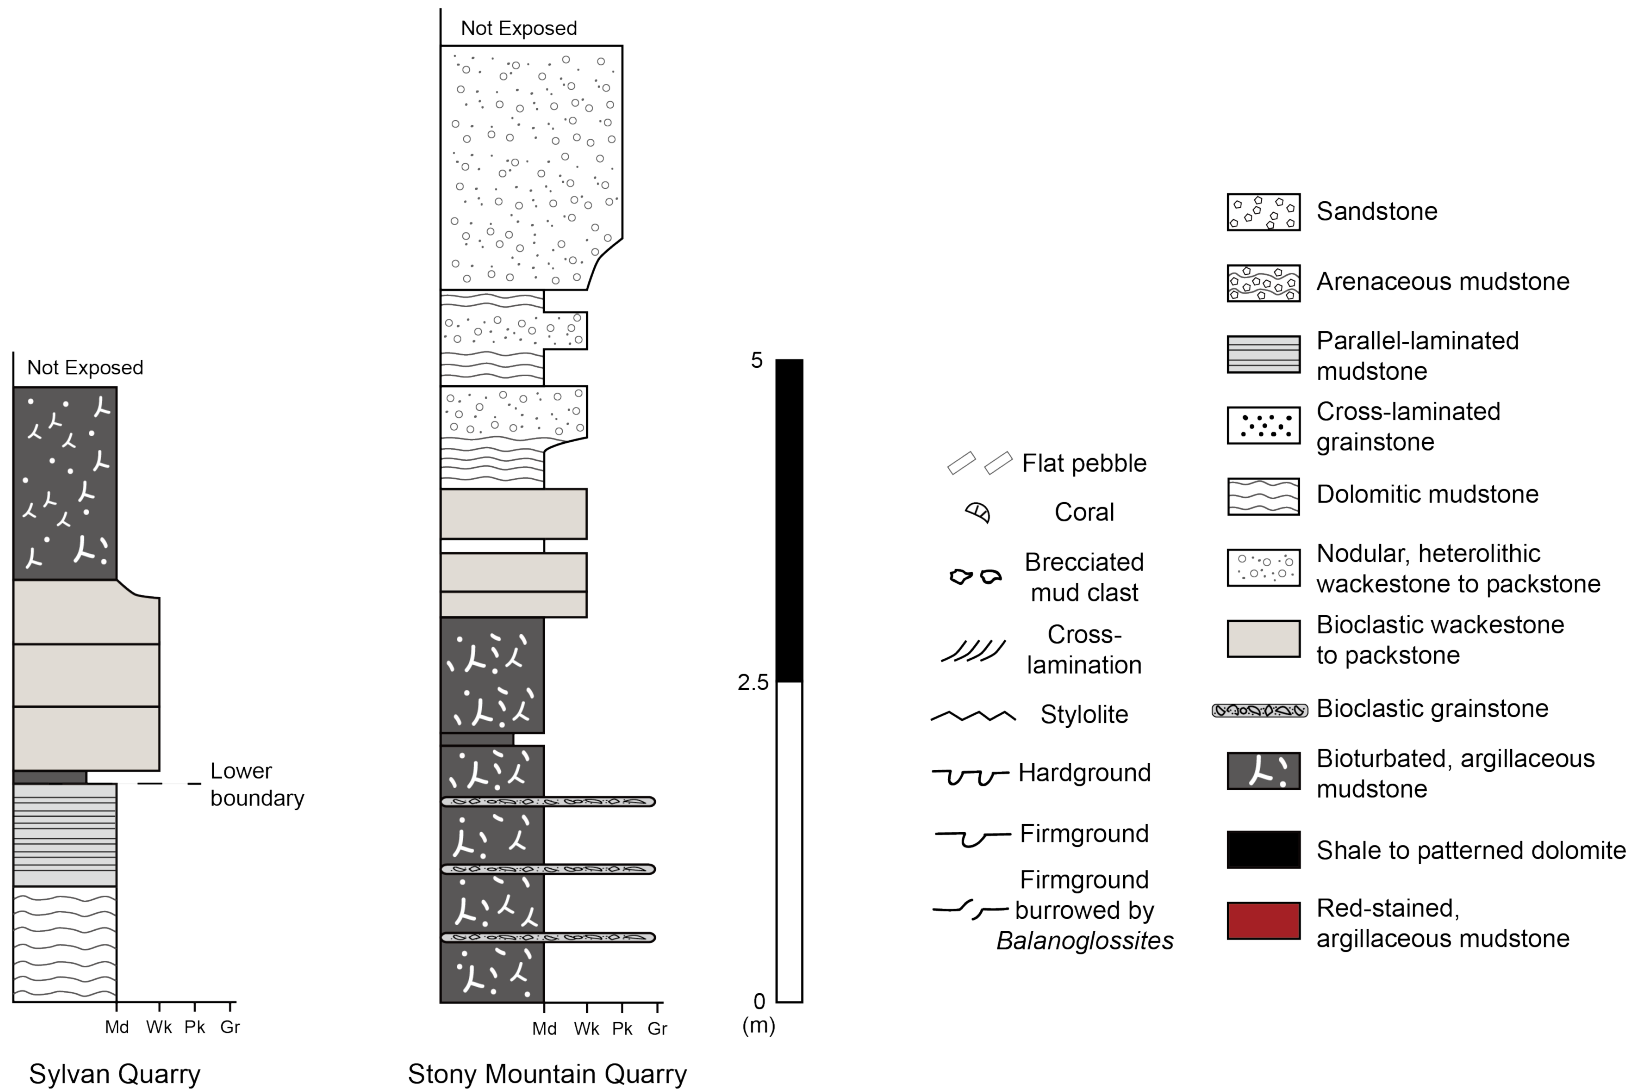 Not Exposed
Not Exposed
Lower
boundary
Md Wk Pk Gr
Sylvan Quarry
Md Wk Pk Gr
Stony Mountain Quarry
5
2.5
0
(m)
Flat pebble
Coral
Brecciated
mud clast
Cross-
lamination
Stylolite
Hardground
Firmground
Firmground
burrowed by
Balanoglossites
Sandstone
Arenaceous mudstone
Parallel-laminated
mudstone
Cross-laminated
grainstone
Dolomitic mudstone
Nodular, heterolithic
wackestone to packstone
Bioclastic wackestone
to packstone
Bioclastic grainstone
Bioturbated, argillaceous
mudstone
Shale to patterned dolomite
Red-stained,
argillaceous mudstone